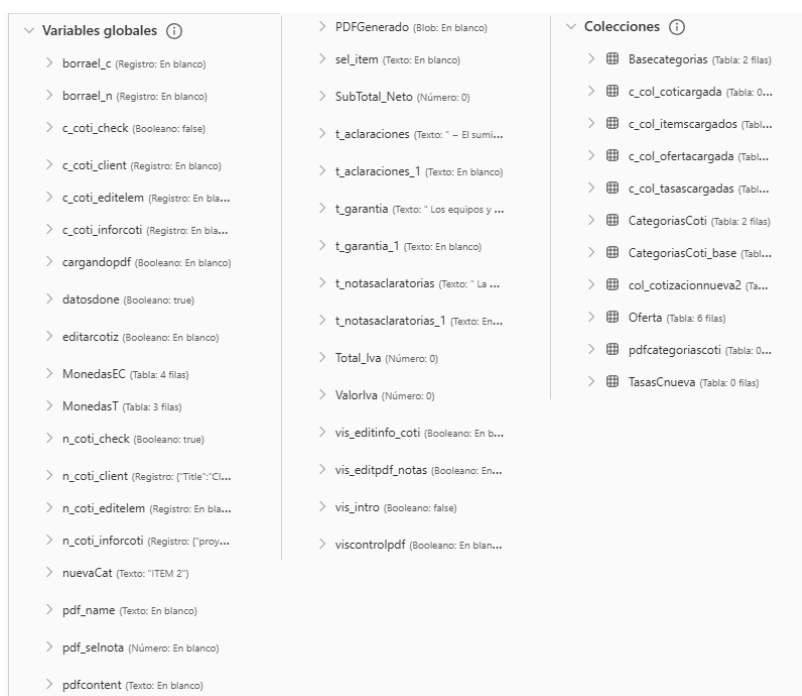 Variables globales
borrael_c (Registro: En blanco)
borrael_n (Registro: En blanco)
c_coti_check (Booleano: false)
c_coti_client (Registro: En blanco)
c_coti_editelem (Registro: En bla...
c_coti_inforcoti (Registro: En bla...
cargandopdf (Booleano: En blanco)
datosdone (Booleano: true)
editarcotiz (Booleano: En blanco)
MonedasEC (Tabla: 4 filas)
MonedasT (Tabla: 3 filas)
n_coti_check (Booleano: true)
n_coti_client (Registro: {"Title":"Cl...
n_coti_editelem (Registro: En bla...
n_coti_inforcoti (Registro: {"proy...
nuevaCat (Texto: "ITEM 2")
pdf_name (Texto: En blanco)
pdf_selnota (Número: En blanco)
pdfcontent (Texto: En blanco)
PDFGenerado (Blob: En blanco)
sel_item (Texto: En blanco)
SubTotal_Neto (Número: 0)
t_aclaraciones (Texto: " – El sumi...
t_aclaraciones_1 (Texto: En blanco)
t_garantia (Texto: " Los equipos y ...
t_garantia_1 (Texto: En blanco)
t_notasaclaratorias (Texto: " La ...
t_notasaclaratorias_1 (Texto: En...
Total_Iva (Número: 0)
ValorIva (Número: 0)
vis_editinfo_coti (Booleano: En b...
vis_editpdf_notas (Booleano: En...
vis_intro (Booleano: false)
viscontrolpdf (Booleano: En blan...
Colecciones
Basecategorias (Tabla: 2 filas)
c_col_coticargada (Tabla: 0...
c_col_itemscargados (Tabl...
c_col_ofertacargada (Tabl...
c_col_tasascargadas (Tabl...
CategoriasCoti (Tabla: 2 filas)
CategoriasCoti_base (Tabl...
col_cotizacionnueva2 (Ta...
Oferta (Tabla: 6 filas)
pdfcategoriascoti (Tabla: 0...
TasasCnueva (Tabla: 0 filas)